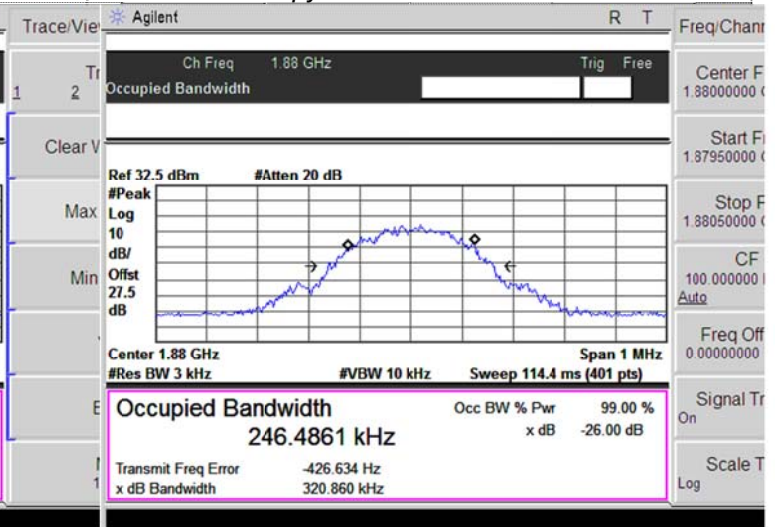 Trace/Vie
1 2
Clear
Max
Min
Agilent
R T
Ch Freq 1.88 GHz Trig Free
Occupied Bandwidth
Ref 32.5 dBm #Atten 20 dB
#Peak
Log
10
dB/
Offst
27.5
dB
Center 1.88 GHz Span 1 MHz
#Res BW 3 kHz #VBW 10 kHz Sweep 114.4 ms (401 pts)
Occupied Bandwidth
246.4861 kHz
Occ BW % Pwr 99.00 %
x dB -26.00 dB
Transmit Freq Error -426.634 Hz
x dB Bandwidth 320.860 kHz
Freq/Chan
Center F
1.88000000
Start F
1.87950000
Stop F
1.88050000
CF
100.000000
Auto
Freq Off
0.00000000
Signal Tr
On
Scale T
Log